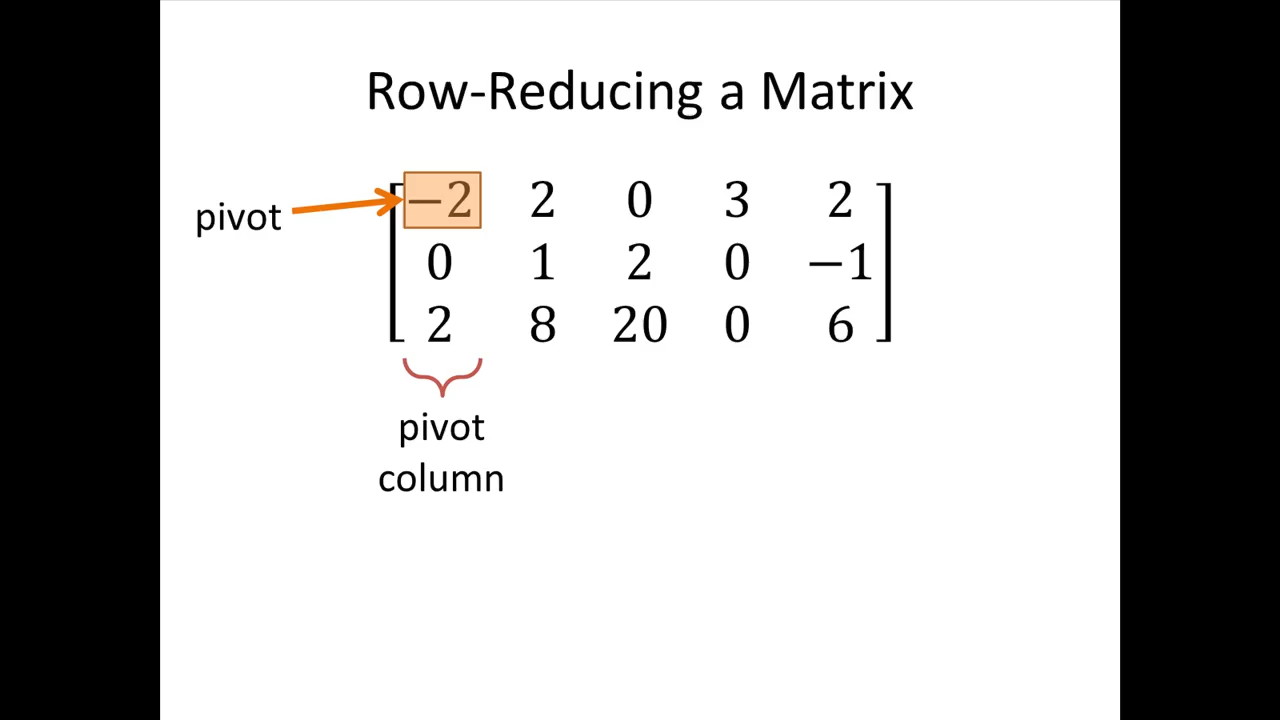 Row-Reducing a Matrix
pivot
−2 2 0 3 2
0 1 2 0 −1
2 8 20 0 6
pivot
column